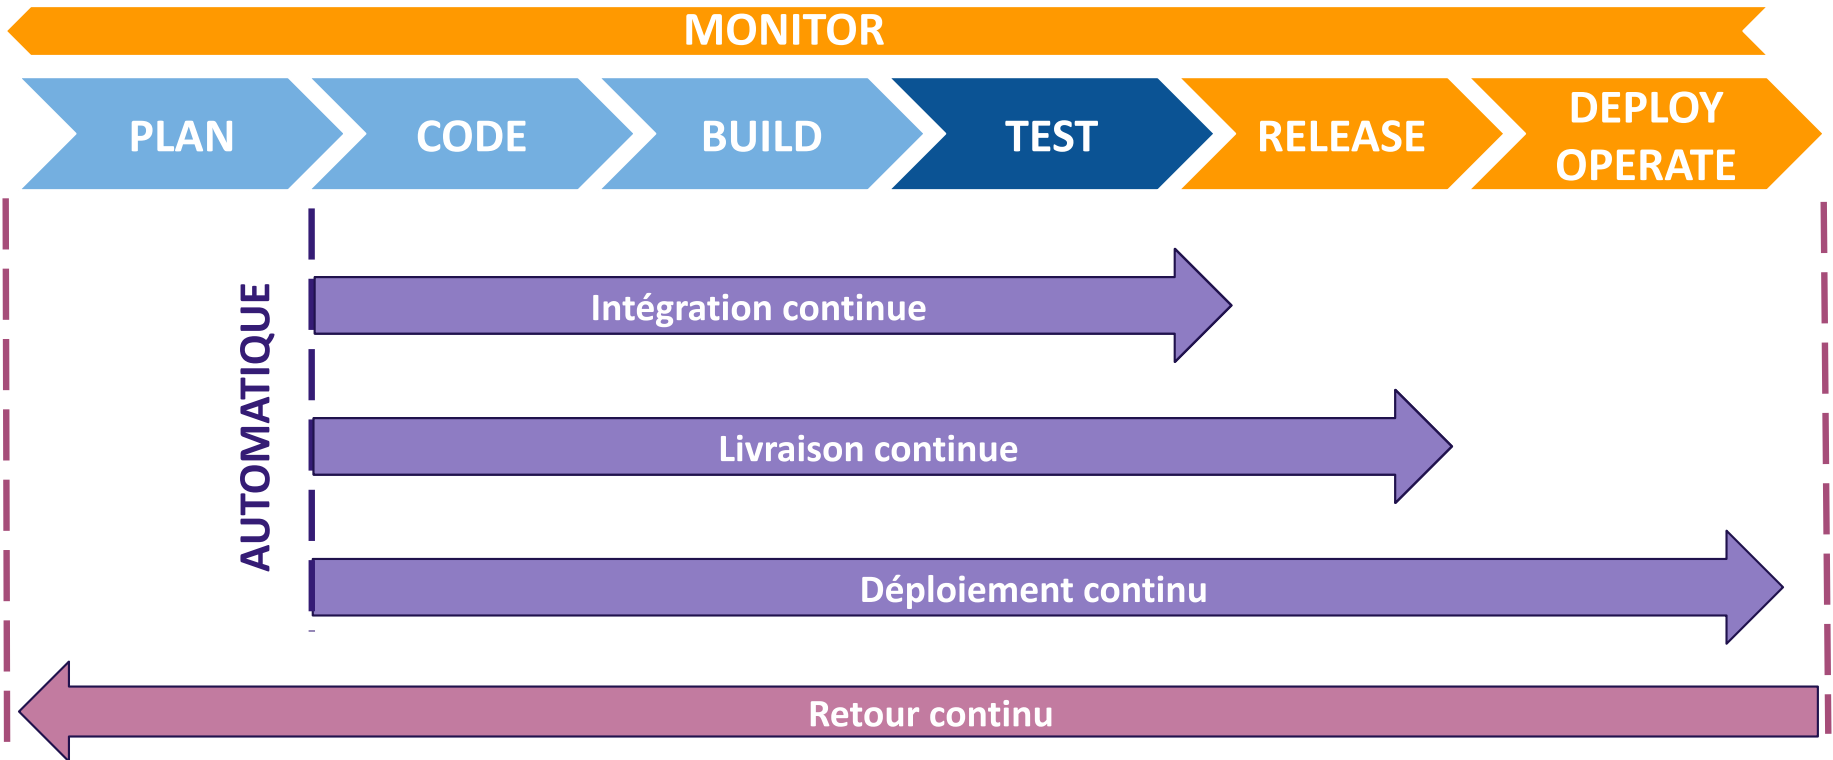 MONITOR
PLAN
CODE
BUILD
TEST
RELEASE
DEPLOY
OPERATE
AUTOMATIQUE
Intégration continue
Livraison continue
Déploiement continu
Retour continu